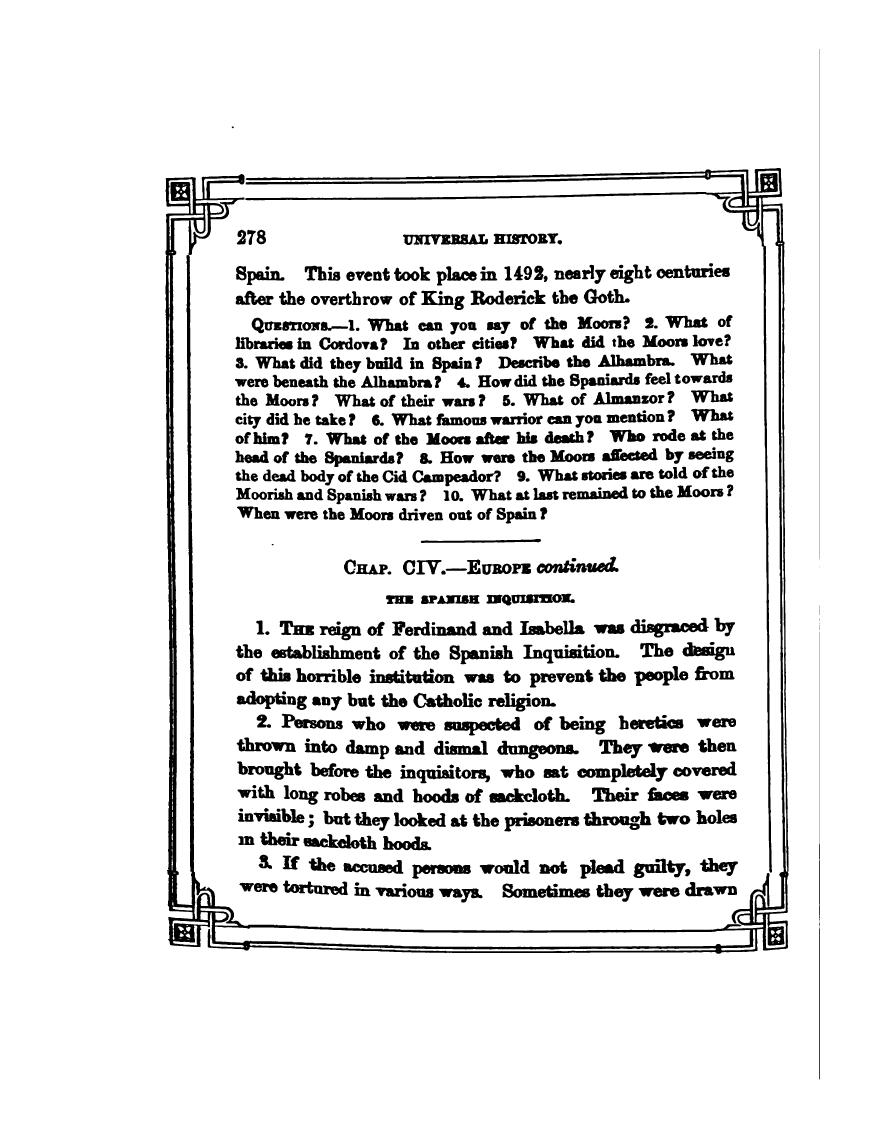 278 UNIVERSAL HISTORY.
Spain. This event took place in 1492, nearly eight centuries
after the overthrow of King Roderick the Goth.
QUESTIONS.—1. What can you say of the Moors? 2. What of
libraries in Cordova? In other cities? What did the Moors love?
3. What did they build in Spain? Describe the Alhambra. What
were beneath the Alhambra? 4. How did the Spaniards feel towards
the Moors? What of their wars? 5. What of Almanzor? What
city did he take? 6. What famous warrior can you mention? What
of him? 7. What of the Moors after his death? Who rode at the
head of the Spaniards? 8. How were the Moors affected by seeing
the dead body of the Cid Campeador? 9. What stories are told of the
Moorish and Spanish wars? 10. What at last remained to the Moors?
When were the Moors driven out of Spain?
CHAP. CIV.—EUROPE continued.
THE SPANISH INQUISITION.
1. THE reign of Ferdinand and Isabella was disgraced by
the establishment of the Spanish Inquisition. The design
of this horrible institution was to prevent the people from
adopting any but the Catholic religion.
2. Persons who were suspected of being heretics were
thrown into damp and dismal dungeons. They were then
brought before the inquisitors, who sat completely covered
with long robes and hoods of sackcloth. Their faces were
invisible; but they looked at the prisoners through two holes
in their sackcloth hoods.
3. If the accused persons would not plead guilty, they
were tortured in various ways. Sometimes they were drawn